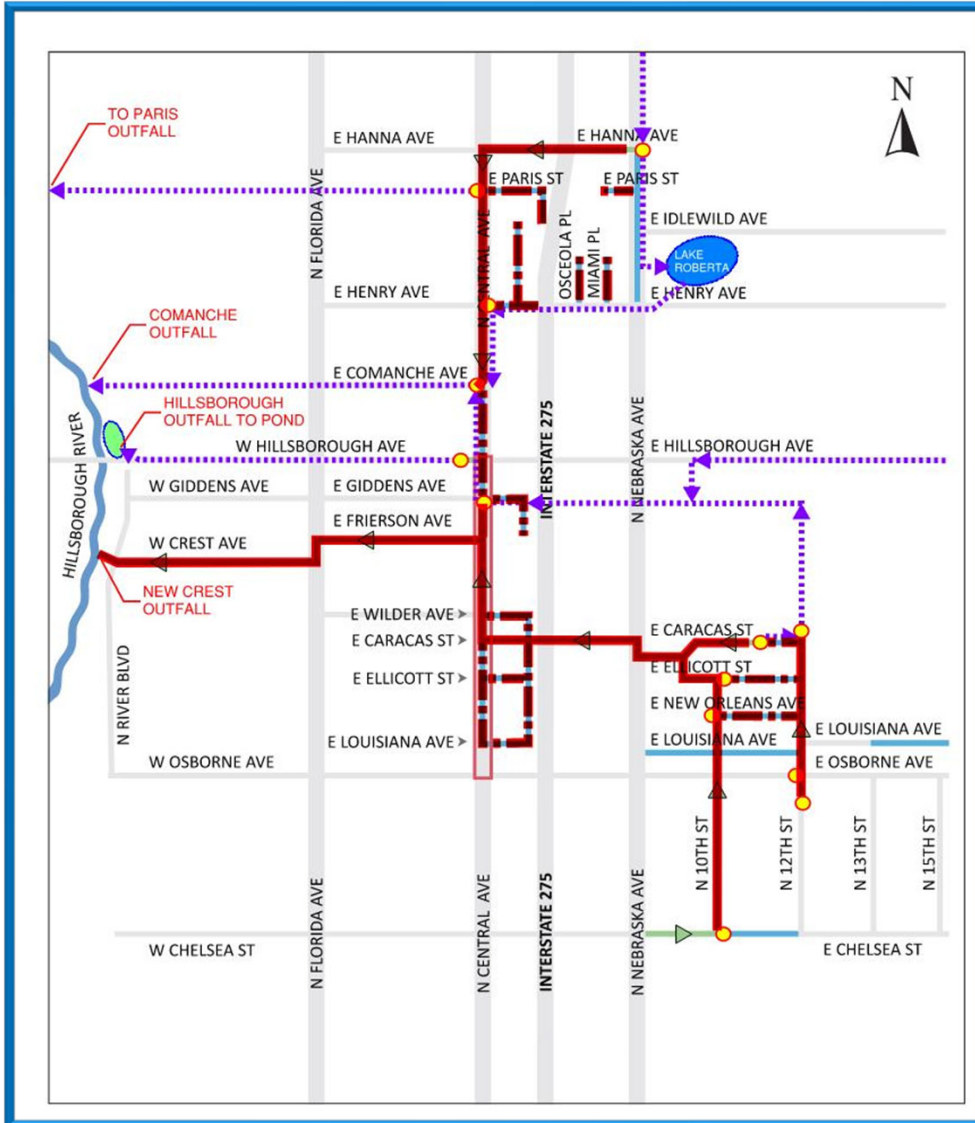 N
TO PARIS
OUTFALL
E HANNA AVE
E HANNA AVE
E PARIS ST
E PARIS ST
N FLORIDA AVE
N CENTRAL AVE
OSCEOLA PL
MIAMI PL
E IDLEWILD AVE
LAKE
ROBERTA
E HENRY AVE
E HENRY AVE
COMANCHE
OUTFALL
E COMANCHE AVE
HILLSBOROUGH
OUTFALL TO POND
INTERSTATE 275
N NEBRASKA AVE
HILLSBOROUGH RIVER
W HILLSBOROUGH AVE
E HILLSBOROUGH AVE
W GIDDENS AVE
E GIDDENS AVE
E FRIERSON AVE
W CREST AVE
NEW CREST
OUTFALL
E WILDER AVE
E CARACAS ST
E CARACAS ST
E ELLICOTT ST
E ELLICOTT ST
E NEW ORLEANS AVE
N RIVER BLVD
E LOUISIANA AVE
E LOUISIANA AVE
E LOUISIANA AVE
W OSBORNE AVE
E OSBORNE AVE
N 10TH ST
N 12TH ST
N 13TH ST
N 15TH ST
N FLORIDA AVE
N CENTRAL AVE
INTERSTATE 275
N NEBRASKA AVE
W CHELSEA ST
E CHELSEA ST